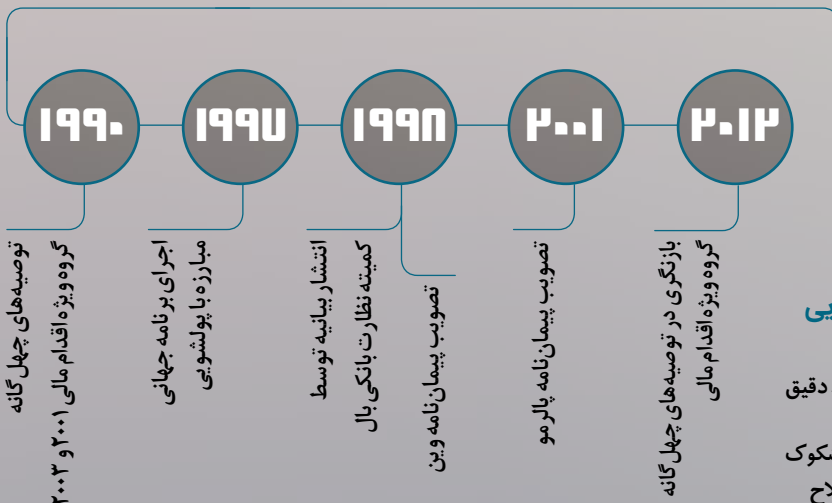 ۱۹۹۰
۱۹۹۷
۱۹۹۸
۲۰۰۱
۲۰۱۲
توصیه‌های چهل‌گانه
گروه ویژه اقدام مالی ۲۰۰۱ و ۲۰۰۳
اجرای برنامه جهانی
مبارزه با پولشویی
انتشار بیانیه توسط
کمیته نظارت بانکی بال
تصویب پیمان‌نامه وین
تصویب پیمان‌نامه پالرمو
بازنگری در توصیه‌های چهل‌گانه
گروه ویژه اقدام مالی
دقیق